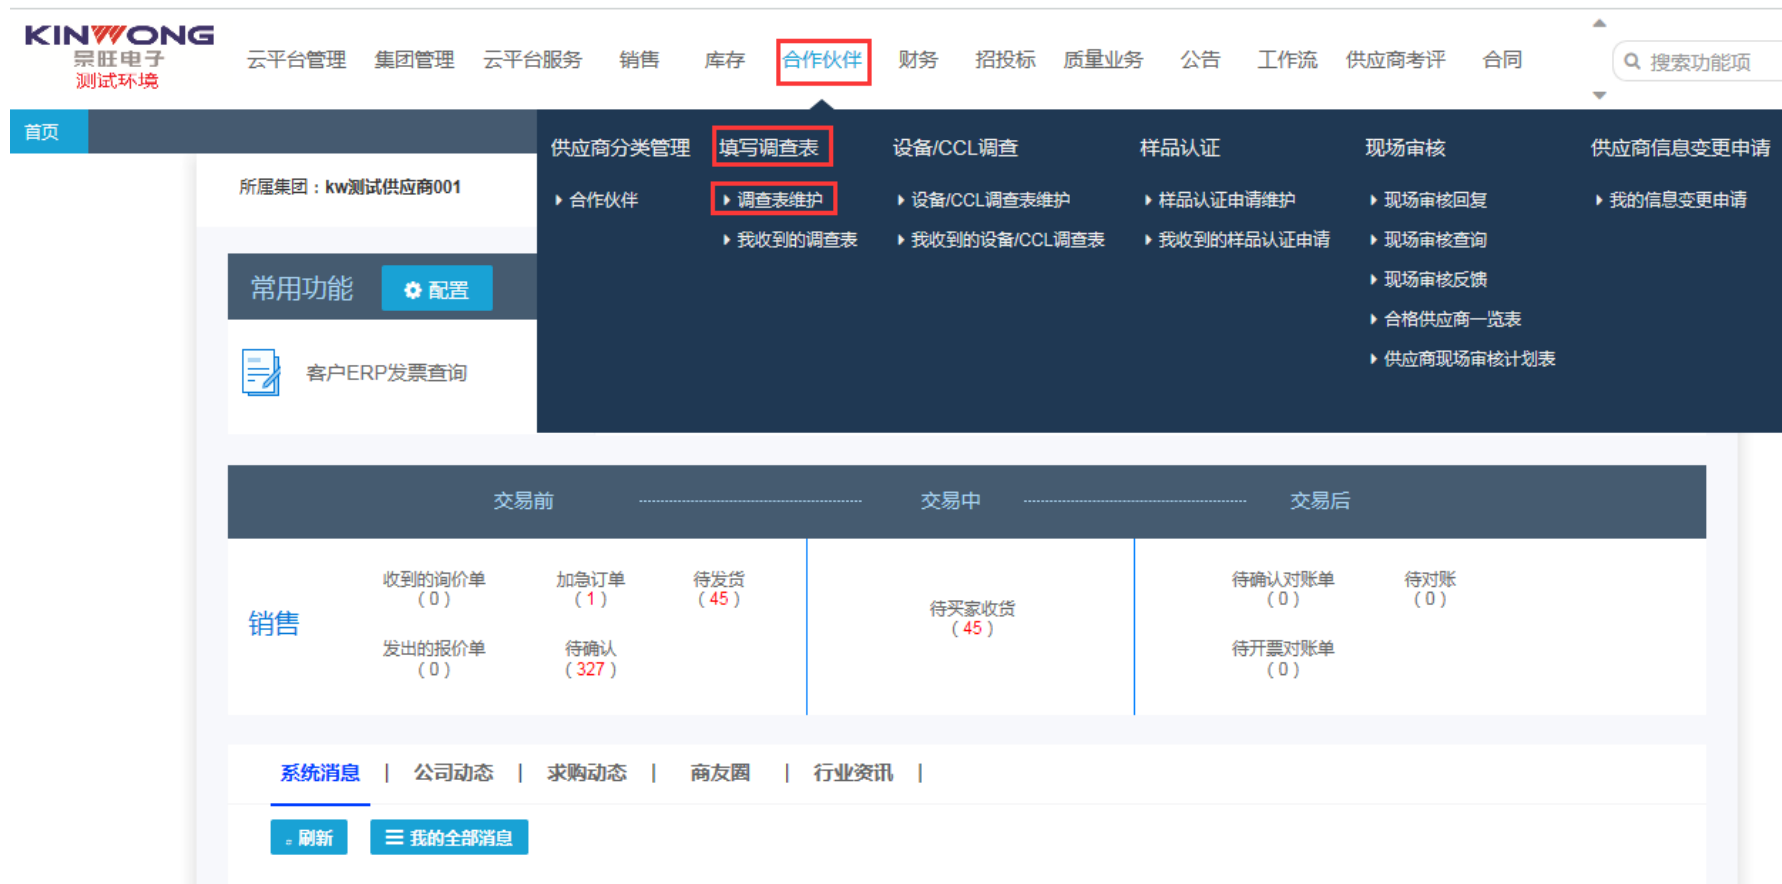 KINWONG
景旺电子
测试环境
云平台管理 集团管理 云平台服务 销售 库存 合作伙伴 财务 招投标 质量业务 公告 工作流 供应商考评 合同
搜索功能项
首页
供应商分类管理 填写调查表 设备/CCL调查 样品认证 现场审核 供应商信息变更申请
所属集团：kw测试供应商001
合作伙伴 调查表维护 设备/CCL调查表维护 样品认证申请维护 现场审核回复 我的信息变更申请
我收到的调查表 我收到的设备/CCL调查表 我收到的样品认证申请 现场审核查询
现场审核反馈
常用功能 配置
合格供应商一览表
供应商现场审核计划表
客户ERP发票查询
交易前 交易中 交易后
收到的询价单 加急订单 待发货 待确认对账单 待对账
（0） （1） （45） （0） （0）
待买家收货
（45）
销售
发出的报价单 待确认 待开票对账单
（0） （327） （0）
系统消息 | 公司动态 | 求购动态 | 商友圈 | 行业资讯 |
刷新 我的全部消息